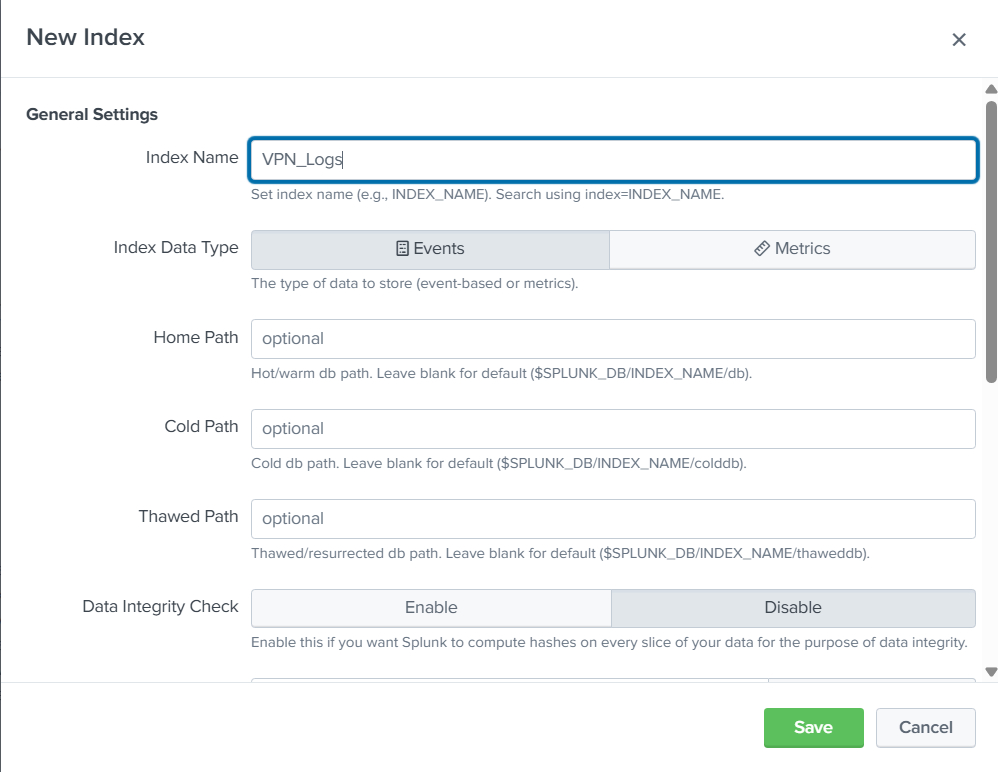 New Index
General Settings
Index Name
VPN_Logs
Set index name (e.g., INDEX_NAME). Search using index=INDEX_NAME.
Index Data Type
Events
Metrics
The type of data to store (event-based or metrics).
Home Path
optional
Hot/warm db path. Leave blank for default ($SPLUNK_DB/INDEX_NAME/db).
Cold Path
optional
Cold db path. Leave blank for default ($SPLUNK_DB/INDEX_NAME/colddb).
Thawed Path
optional
Thawed/resurrected db path. Leave blank for default ($SPLUNK_DB/INDEX_NAME/thaweddb).
Data Integrity Check
Enable
Disable
Enable this if you want Splunk to compute hashes on every slice of your data for the purpose of data integrity.
Save
Cancel